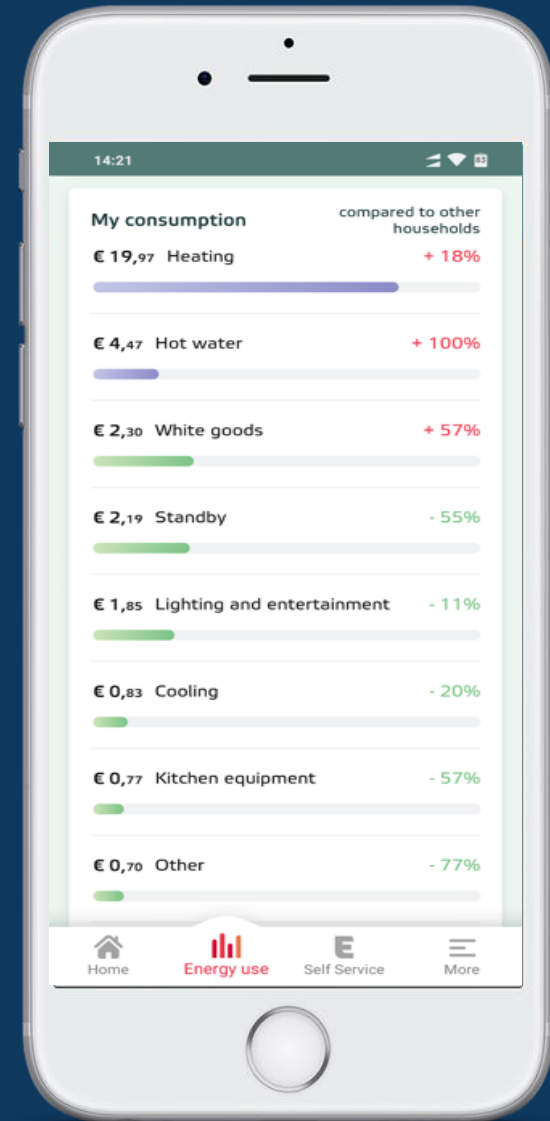 14:21
83
My consumption
compared to other
households
€ 19,97 Heating + 18%
€ 4,47 Hot water + 100%
€ 2,30 White goods + 57%
€ 2,19 Standby - 55%
€ 1,85 Lighting and entertainment - 11%
€ 0,83 Cooling - 20%
€ 0,77 Kitchen equipment - 57%
€ 0,70 Other - 77%
E
Home Energy use Self Service More